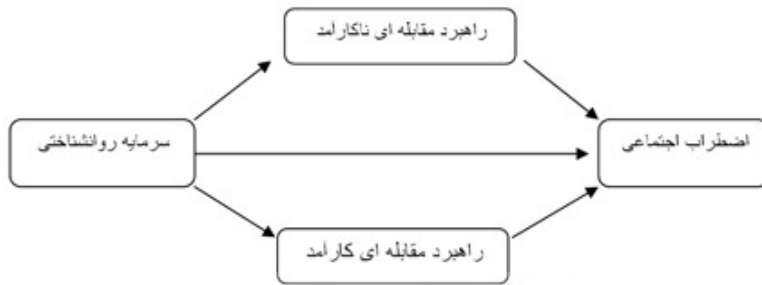 راهبرد مقابله ای ناکارآمد
سرمایه روانشناختی
اضطراب اجتماعی
راهبرد مقابله ای کارآمد